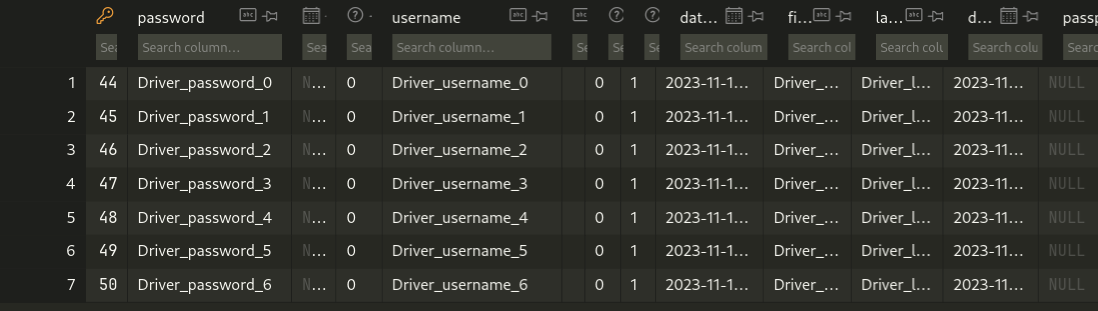 password username dat... fi... la... d... passp
Sea Search column... Sea Sea Search column... Se Se Se Search colum Search col Search colu Search colu Searc
1 44 Driver_password_0 N... 0 Driver_username_0 0 1 2023-11-1... Driver_... Driver_l... 2023-11... NULL
2 45 Driver_password_1 N... 0 Driver_username_1 0 1 2023-11-1... Driver_... Driver_l... 2023-11... NULL
3 46 Driver_password_2 N... 0 Driver_username_2 0 1 2023-11-1... Driver_... Driver_l... 2023-11... NULL
4 47 Driver_password_3 N... 0 Driver_username_3 0 1 2023-11-1... Driver_... Driver_l... 2023-11... NULL
5 48 Driver_password_4 N... 0 Driver_username_4 0 1 2023-11-1... Driver_... Driver_l... 2023-11... NULL
6 49 Driver_password_5 N... 0 Driver_username_5 0 1 2023-11-1... Driver_... Driver_l... 2023-11... NULL
7 50 Driver_password_6 N... 0 Driver_username_6 0 1 2023-11-1... Driver_... Driver_l... 2023-11... NULL